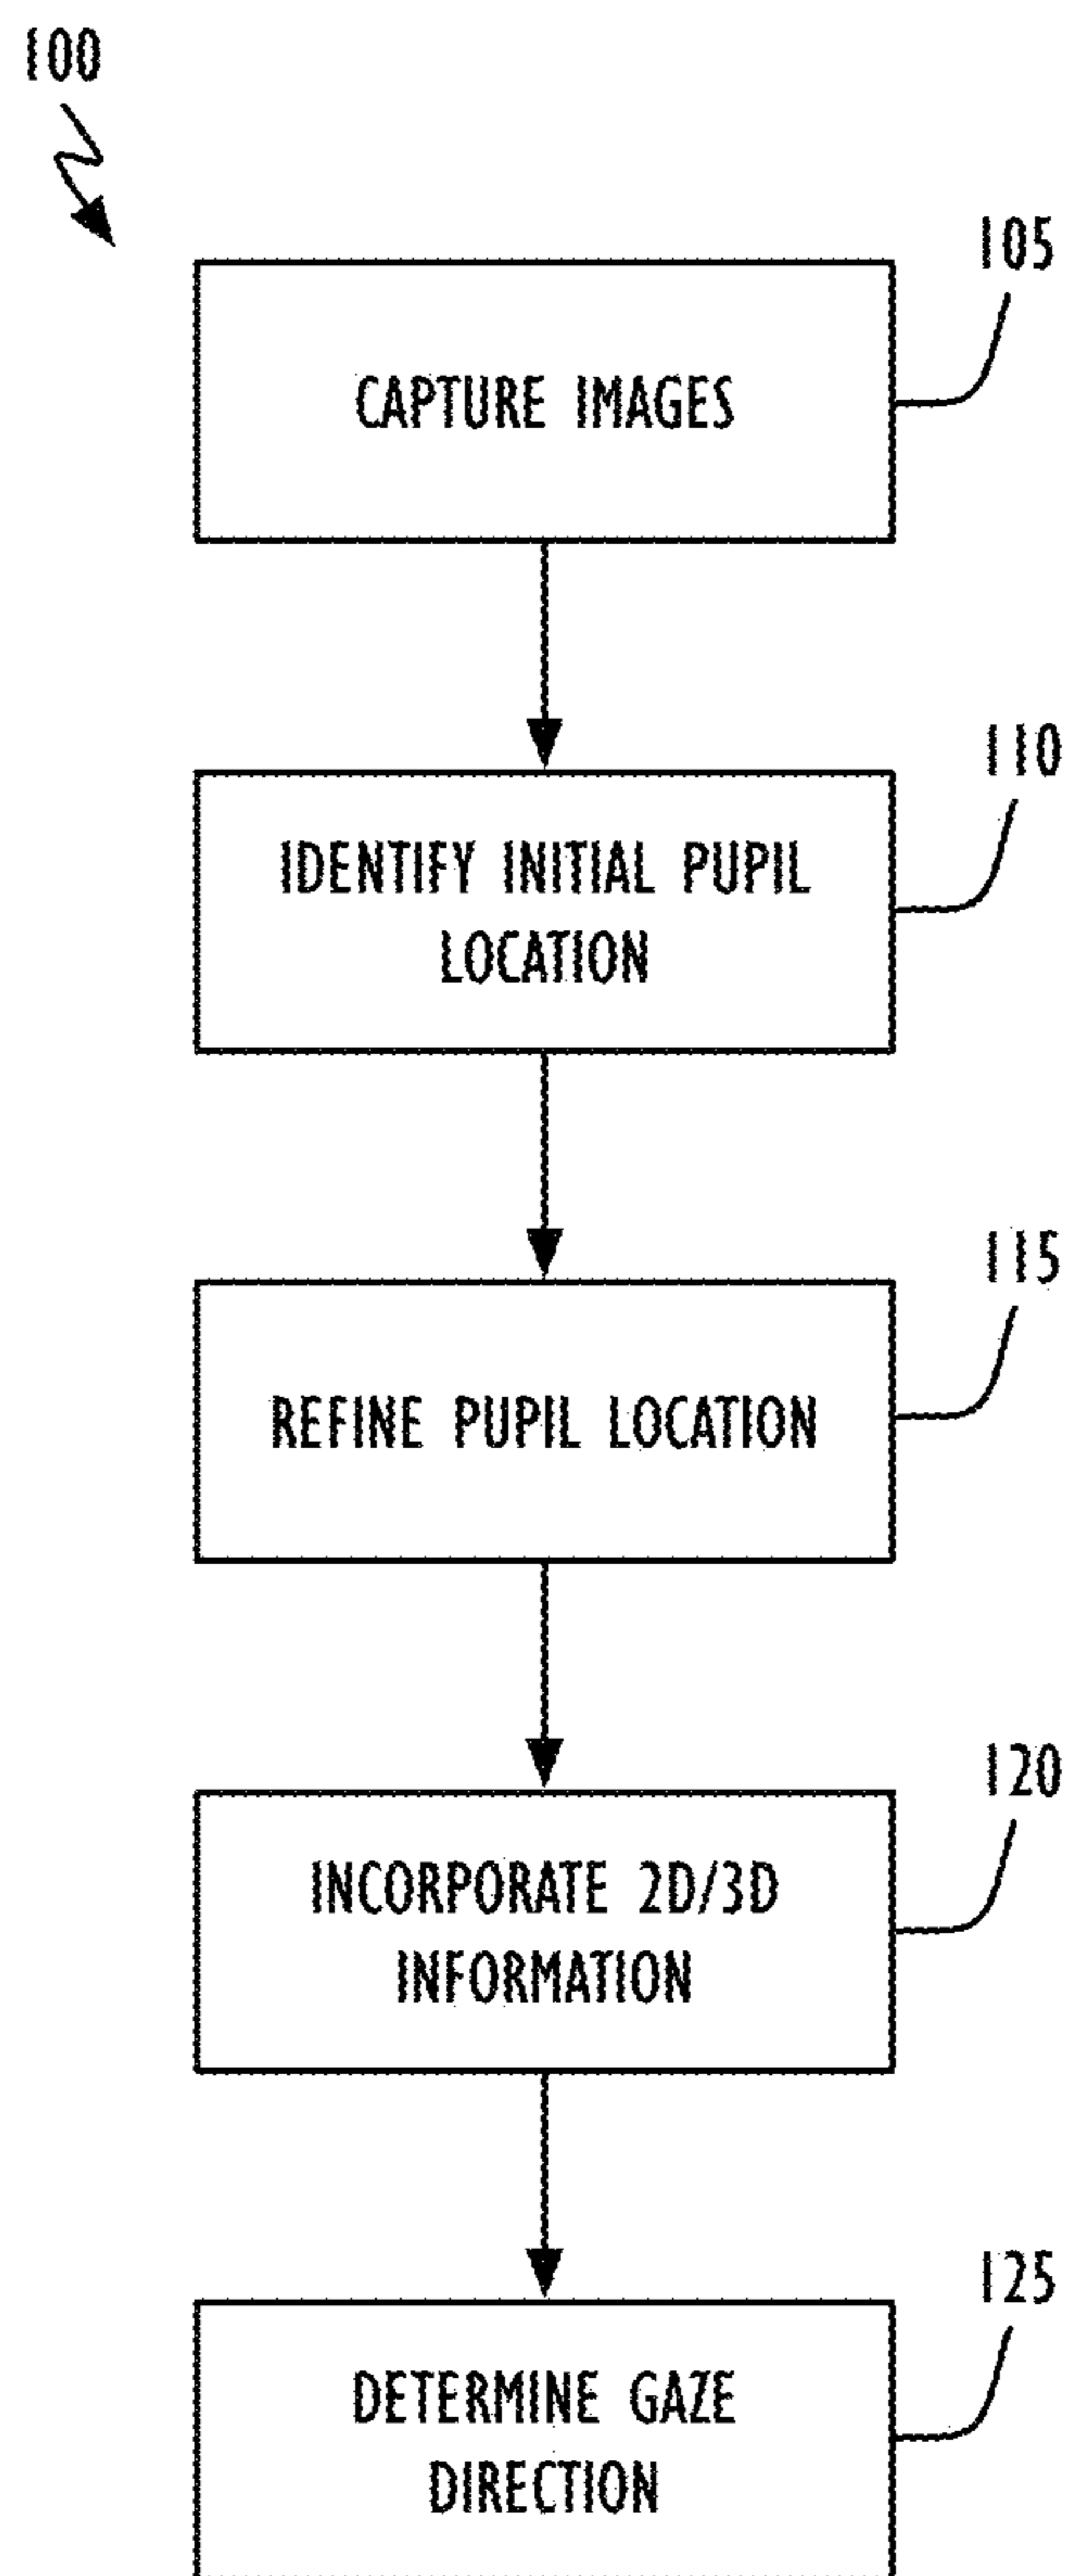 100
105
CAPTURE IMAGES
110
IDENTIFY INITIAL PUPIL
LOCATION
115
REFINE PUPIL LOCATION
120
INCORPORATE 2D/3D
INFORMATION
125
DETERMINE GAZE
DIRECTION